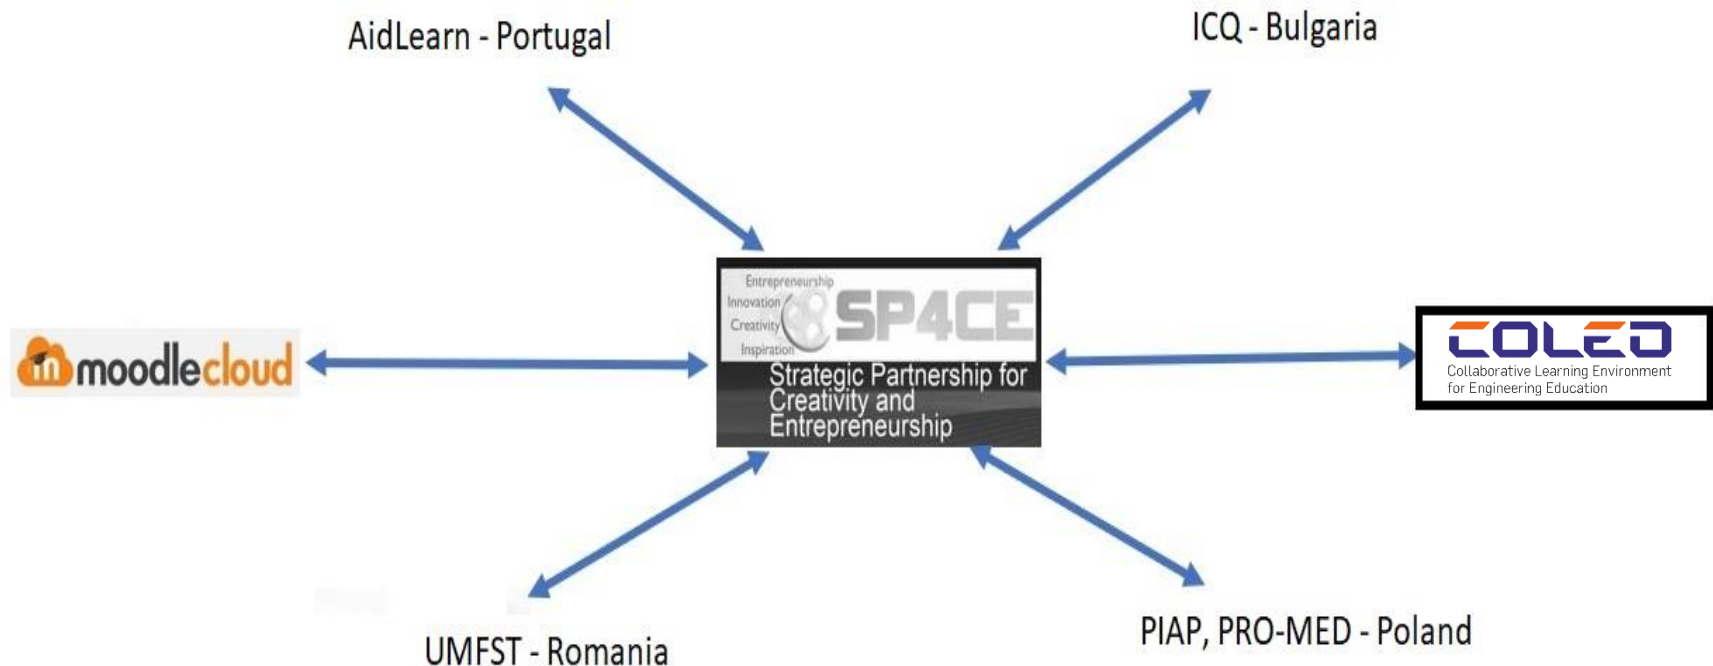 AidLearn - Portugal
ICQ - Bulgaria
Entrepreneurship
Innovation
Creativity
Inspiration
SP4CE
Strategic Partnership for
Creativity and
Entrepreneurship
moodlecloud
COLED
Collaborative Learning Environment
for Engineering Education
UMFST - Romania
PIAP, PRO-MED - Poland